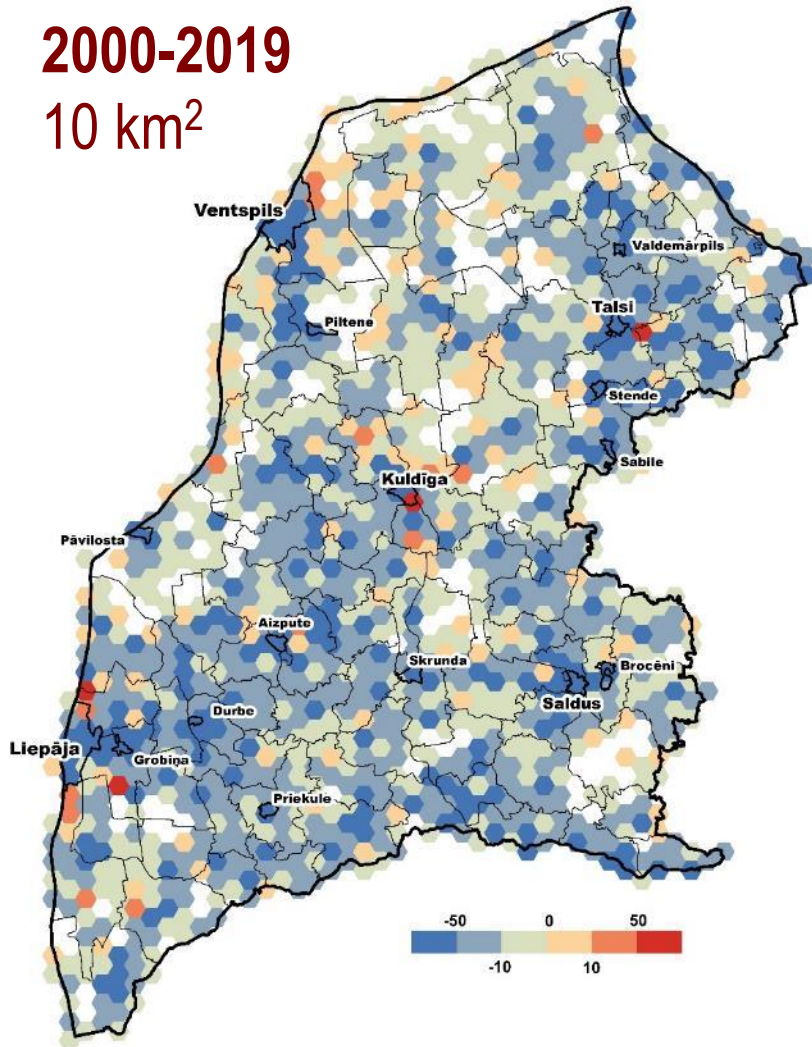 2000-2019
10 km²
Ventspils
Valdemārpils
Talsi
Piltene
Stende
Sabile
Kuldīga
Pāvilosta
Aizpute
Skrunda
Brocēni
Saldus
Durbe
Liepāja
Grobiņa
Priekule
-50 0 50
-10 10